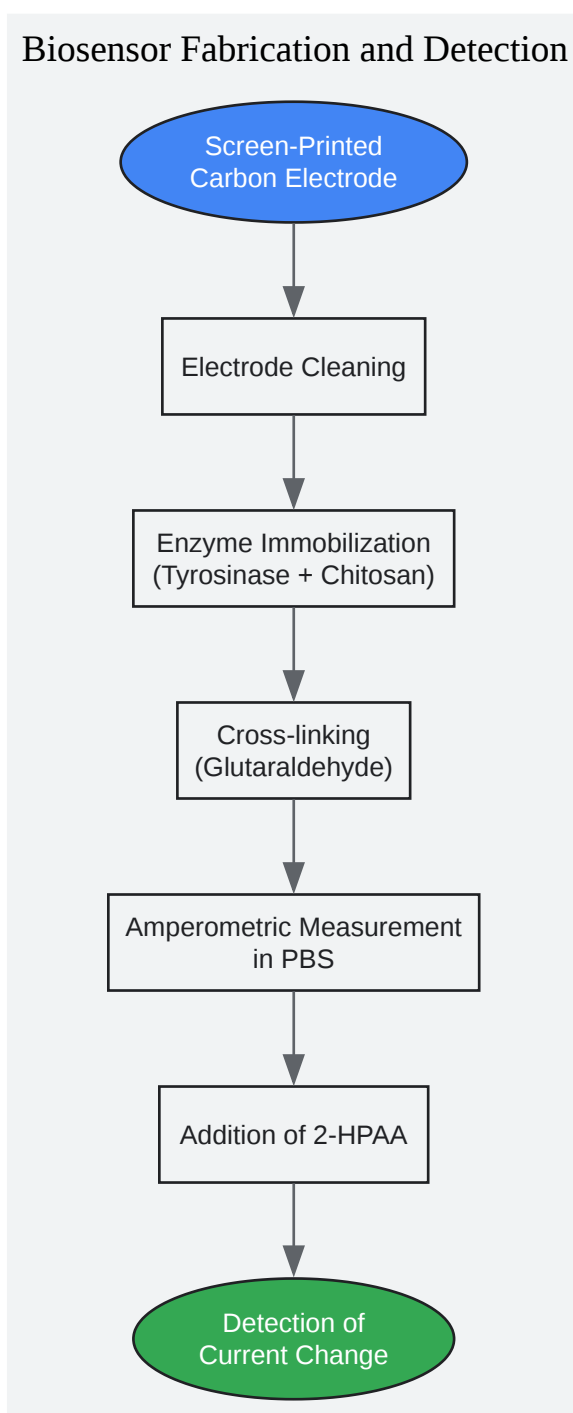 Biosensor Fabrication and Detection
Screen-Printed
Carbon Electrode
Electrode Cleaning
Enzyme Immobilization
(Tyrosinase + Chitosan)
Cross-linking
(Glutaraldehyde)
Amperometric Measurement
in PBS
Addition of 2-HPAA
Detection of
Current Change